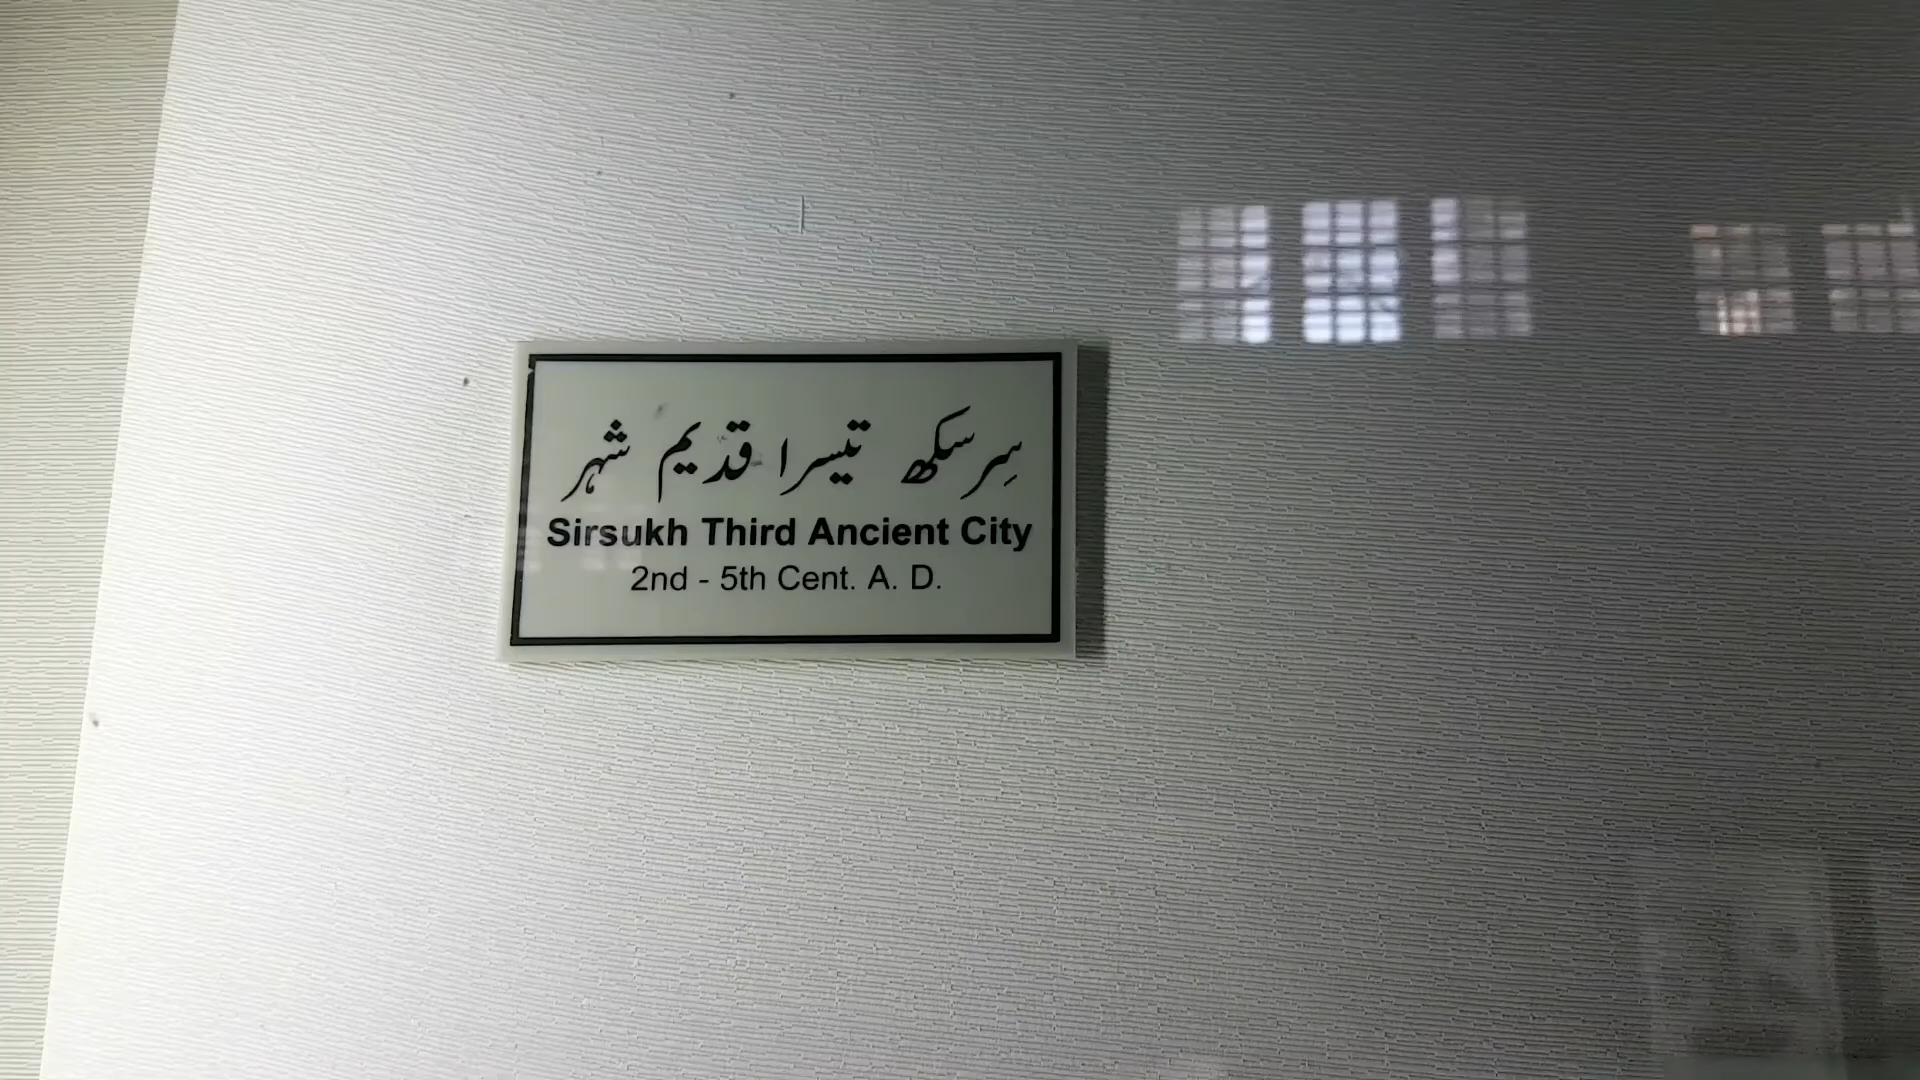 سِرسکھ تیسرا قدیم شہر
Sirsukh Third Ancient City
2nd - 5th Cent. A. D.